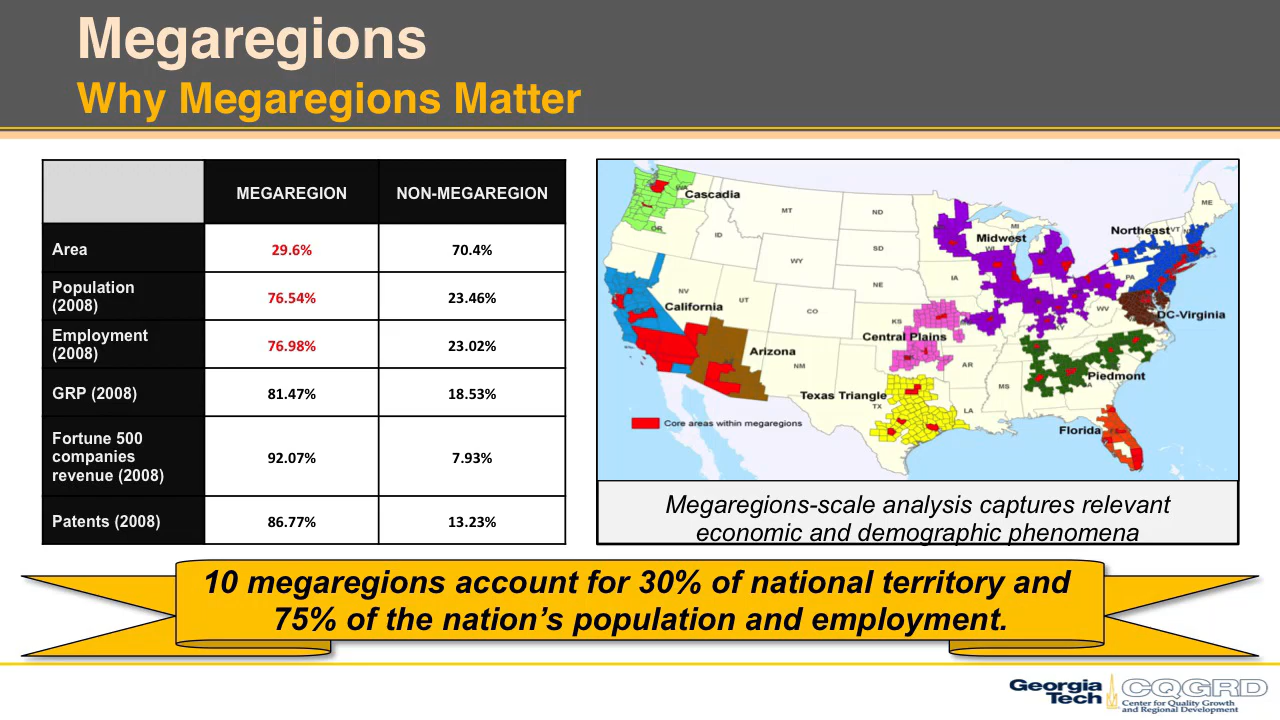 Megaregions
Why Megaregions Matter
MEGAREGION NON-MEGAREGION
Area 29.6% 70.4%
Population
(2008) 76.54% 23.46%
Employment
(2008) 76.98% 23.02%
GRP (2008) 81.47% 18.53%
Fortune 500
companies
revenue (2008) 92.07% 7.93%
Patents (2008) 86.77% 13.23%
WA Cascadia
OR
MT
ND
ID
SD
WY
NE
NV
UT
CO
California
Arizona
NM
KS
Central Plains
Texas Triangle
TX
AR
LA
MS
IA
MI
Midwest
WI
Northeast
VT
ME
PA
WV
DC-Virginia
Piedmont
Florida
Core areas within megaregions
Megaregions-scale analysis captures relevant
economic and demographic phenomena
10 megaregions account for 30% of national territory and
75% of the nation’s population and employment.
Georgia
Tech
CQGRD
Center for Quality Growth
and Regional Development